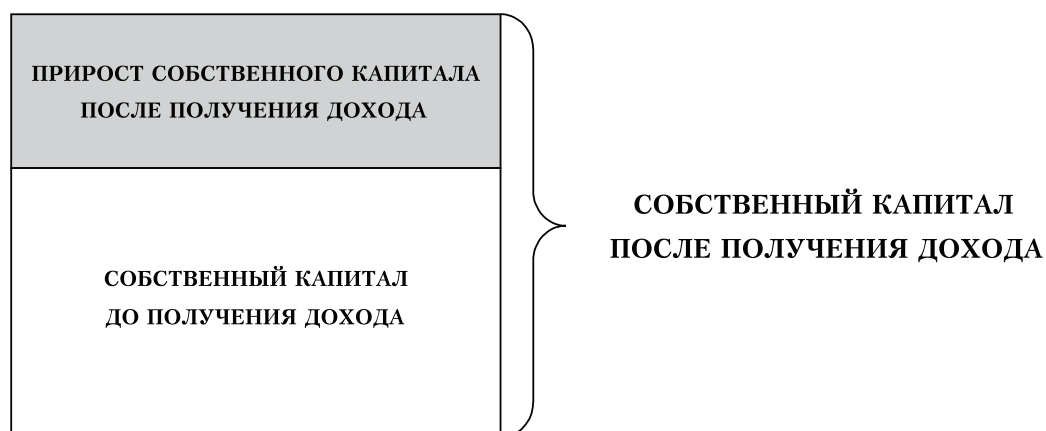 ПРИРОСТ СОБСТВЕННОГО КАПИТАЛА
ПОСЛЕ ПОЛУЧЕНИЯ ДОХОДА
СОБСТВЕННЫЙ КАПИТАЛ
ДО ПОЛУЧЕНИЯ ДОХОДА
СОБСТВЕННЫЙ КАПИТАЛ
ПОСЛЕ ПОЛУЧЕНИЯ ДОХОДА